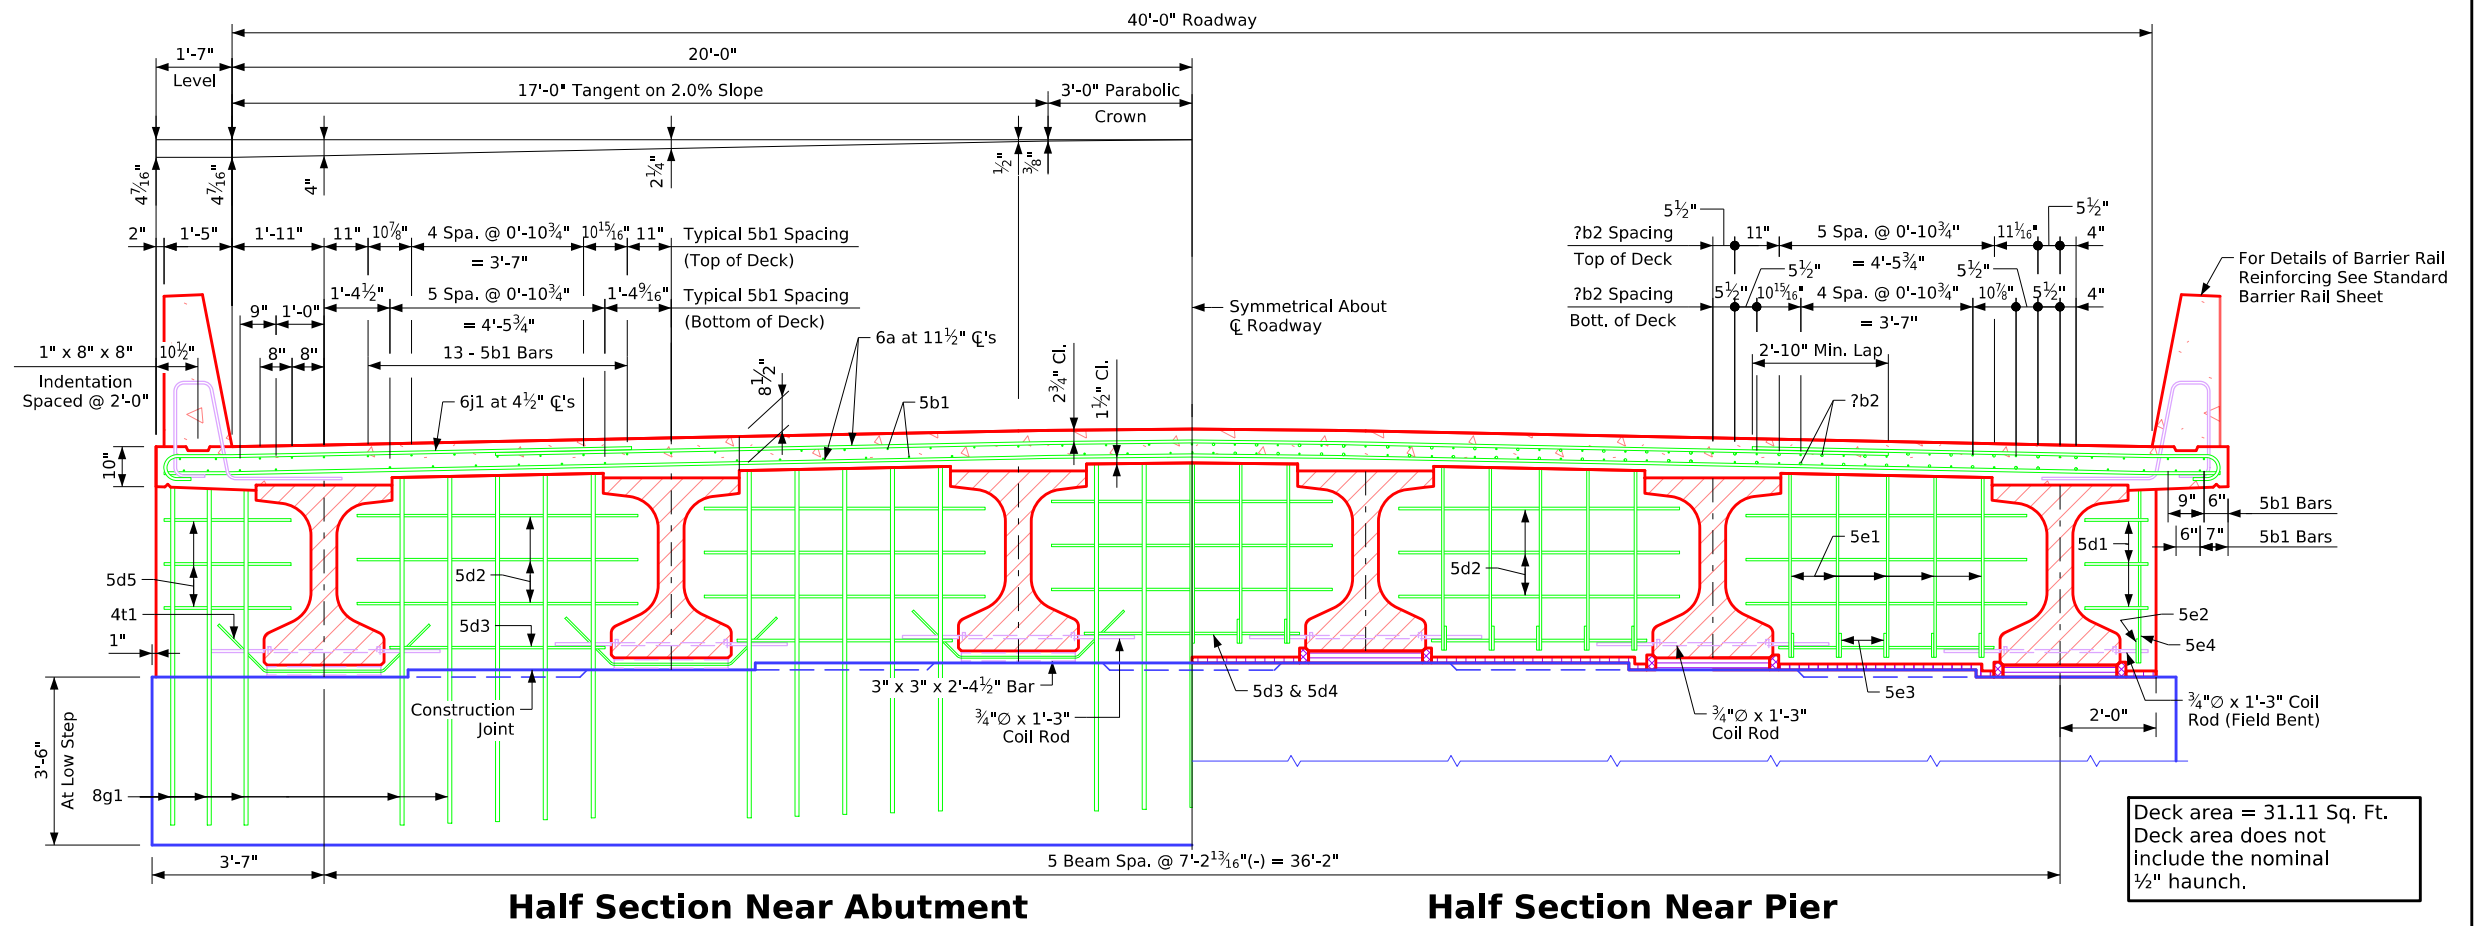 40'-0" Roadway
1'-7"
Level
20'-0"
17'-0" Tangent on 2.0% Slope
3'-0" Parabolic
Crown
4⁷⁄₁₆"
4⁷⁄₁₆"
4"
2¼"
½"
⅜"
2"
1'-5"
1'-11"
11"
10⅞"
4 Spa. @ 0'-10¾"
= 3'-7"
10¹⁵⁄₁₆"
11"
Typical 5b1 Spacing
(Top of Deck)
1'-4½"
5 Spa. @ 0'-10¾"
= 4'-5¾"
1'-4⁹⁄₁₆"
Typical 5b1 Spacing
(Bottom of Deck)
9"
1'-0"
8"
8"
13 - 5b1 Bars
1" x 8" x 8"
Indentation
Spaced @ 2'-0"
10½"
6j1 at 4½" ℄'s
6a at 11½" ℄'s
5b1
8½"
2¾" Cl.
1½" Cl.
Symmetrical About
℄ Roadway
5½"
5½"
?b2 Spacing
Top of Deck
11"
5 Spa. @ 0'-10¾"
= 4'-5¾"
11¹⁄₁₆"
4"
5½"
5½"
?b2 Spacing
Bott. of Deck
5½"
10¹⁵⁄₁₆"
4 Spa. @ 0'-10¾"
= 3'-7"
10⅞"
5½"
4"
2'-10" Min. Lap
?b2
For Details of Barrier Rail
Reinforcing See Standard
Barrier Rail Sheet
10"
5d5
4t1
1"
5d2
5d3
5d2
5e1
5d1
9"
6"
5b1 Bars
6"
7"
5b1 Bars
5e2
5e4
Construction
Joint
3" x 3" x 2'-4½" Bar
¾"∅ x 1'-3"
Coil Rod
5d3 & 5d4
¾"∅ x 1'-3"
Coil Rod
5e3
2'-0"
¾"∅ x 1'-3" Coil
Rod (Field Bent)
3'-6"
At Low Step
8g1
3'-7"
5 Beam Spa. @ 7'-2¹³⁄₁₆"(-) = 36'-2"
Deck area = 31.11 Sq. Ft.
Deck area does not
include the nominal
½" haunch.
Half Section Near Abutment
Half Section Near Pier